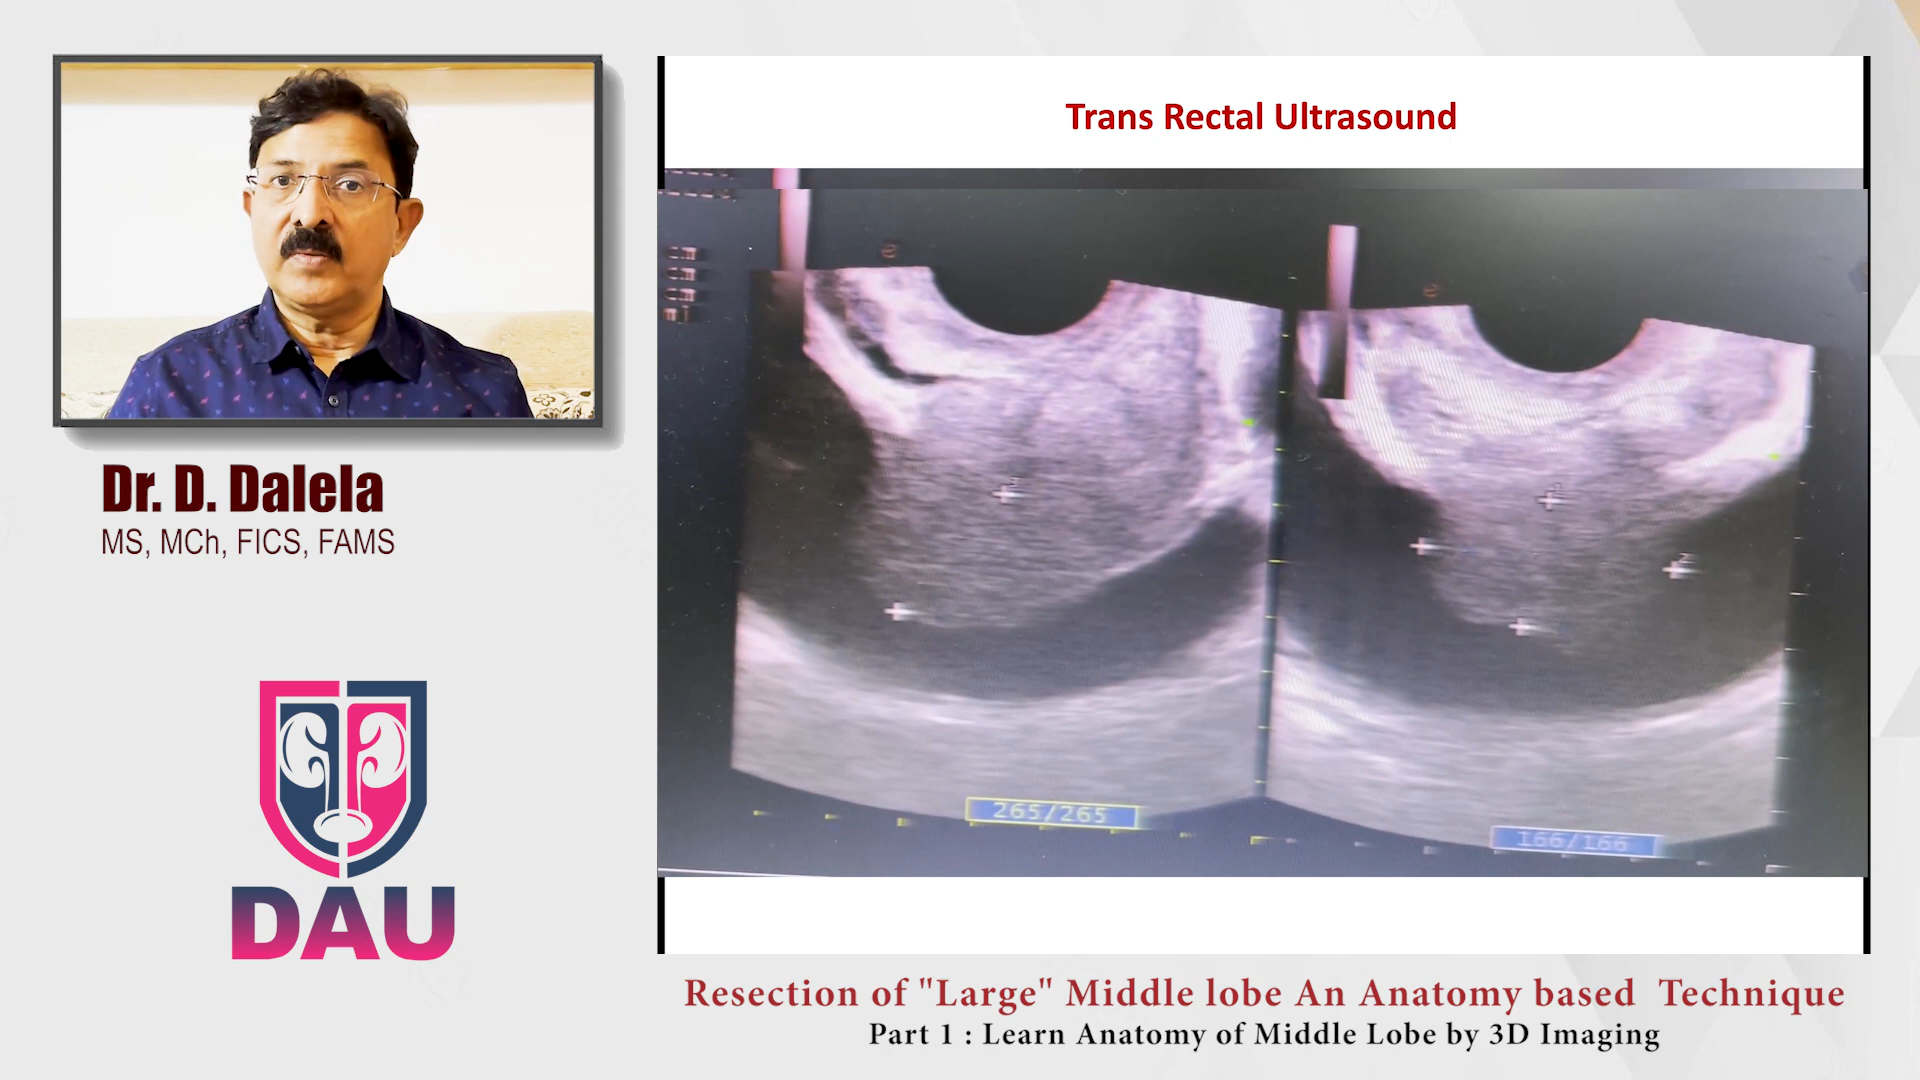 Trans Rectal Ultrasound
Dr. D. Dalela
MS, MCh, FICS, FAMS
265/265
166/166
DAU
Resection of "Large" Middle lobe An Anatomy based Technique
Part 1 : Learn Anatomy of Middle Lobe by 3D Imaging